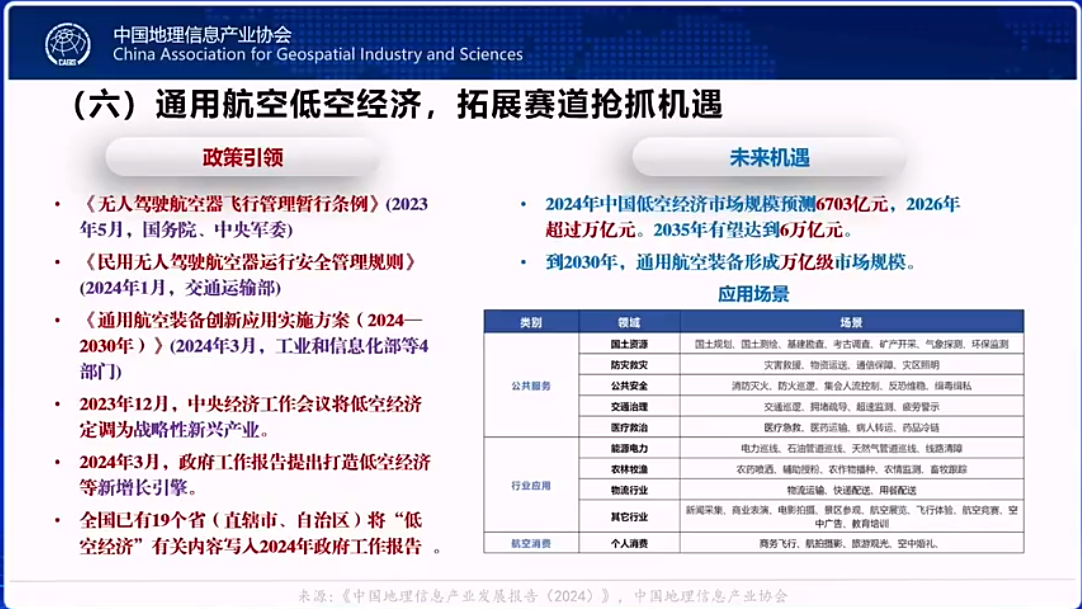 中国地理信息产业协会
China Association for Geospatial Industry and Sciences
CAGIS
（六）通用航空低空经济，拓展赛道抢抓机遇
政策引领
• 《无人驾驶航空器飞行管理暂行条例》(2023
年5月，国务院、中央军委)
• 《民用无人驾驶航空器运行安全管理规则》
(2024年1月，交通运输部)
• 《通用航空装备创新应用实施方案（2024—
2030年）》(2024年3月，工业和信息化部等4
部门)
• 2023年12月，中央经济工作会议将低空经济
定调为战略性新兴产业。
• 2024年3月，政府工作报告提出打造低空经济
等新增长引擎。
• 全国已有19个省（直辖市、自治区）将“低
空经济”有关内容写入2024年政府工作报告 。
未来机遇
• 2024年中国低空经济市场规模预测6703亿元，2026年
超过万亿元。2035年有望达到6万亿元。
• 到2030年，通用航空装备形成万亿级市场规模。
应用场景
类别 领域 场景
公共服务
国土资源 国土规划、国土测绘、基建勘查、考古调查、矿产开采、气象探测、环保监测
防灾救灾 灾害救援、物资运送、通信保障、灾区照明
公共安全 消防灭火、防火巡逻、集会人流控制、反恐维稳、缉毒缉私
交通治理 交通巡逻、拥堵疏导、超速监测、疲劳警示
医疗救治 医疗急救、医药运输、病人转运、药品冷链
行业应用
能源电力 电力巡线、石油管道巡线、天然气管道巡线、线路清障
农林牧渔 农药喷洒、辅助授粉、农作物播种、农情监测、畜牧跟踪
物流行业 物流运输、快递配送、用餐配送
其它行业 新闻采集、商业表演、电影拍摄、景区参观、航空展览、飞行体验、航空竞赛、空
中广告、教育培训
航空消费 个人消费 商务飞行、航拍摄影、旅游观光、空中婚礼、
来源：《中国地理信息产业发展报告（2024）》，中国地理信息产业协会